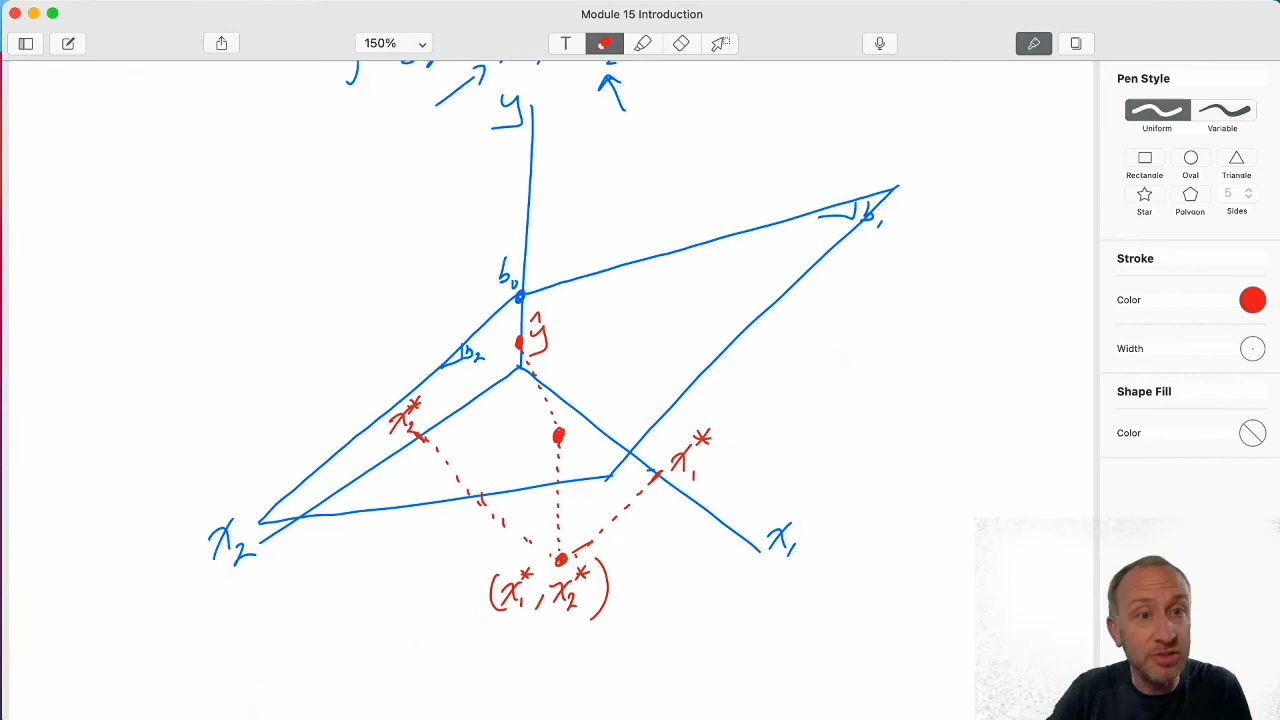 Module 15 Introduction
150%
T
Pen Style
Uniform
Variable
Rectangle
Oval
Triangle
Star
Polygon
5
Sides
Stroke
Color
Width
Shape Fill
Color
y
b₁
b₀
ŷ
b₂
x₂*
x₁*
x₂
x₁
(x₁*, x₂*)